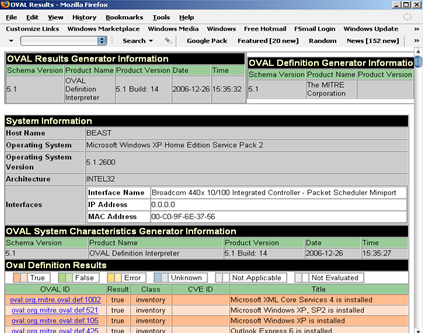 OVAL Results - Mozilla Firefox
File Edit View History Bookmarks Tools Help
Customize Links Windows Marketplace Windows Media Windows Free Hotmail FSmail Login Windows Update
Search Google Pack Featured [20 new] Random News [152 new]
OVAL Results Generator Information
Schema Version Product Name Product Version Date Time
5.1 OVAL Definition Interpreter 5.1 Build: 14 2006-12-26 15:35:32
OVAL Definition Generator Information
Schema Version Product Name Product Version
5.1 The MITRE Corporation
System Information
Host Name BEAST
Operating System Microsoft Windows XP Home Edition Service Pack 2
Operating System Version 5.1.2600
Architecture INTEL32
Interfaces
Interface Name Broadcom 440x 10/100 Integrated Controller - Packet Scheduler Miniport
IP Address 0.0.0.0
MAC Address 00-C0-9F-6E-37-56
OVAL System Characteristics Generator Information
Schema Version Product Name Product Version Date Time
5.1 OVAL Definition Interpreter 5.1 Build: 14 2006-12-26 15:35:27
Oval Definition Results
True False Error Unknown Not Applicable Not Evaluated
OVAL ID Result Class CVE ID Title
oval:org.mitre.oval:def:1002 true inventory Microsoft XML Core Services 4 is installed
oval:org.mitre.oval:def:521 true inventory Microsoft Windows XP, SP2 is installed
oval:org.mitre.oval:def:105 true inventory Microsoft Windows XP is installed
oval:org.mitre.oval:def:425 true inventory Outlook Express 6 is installed